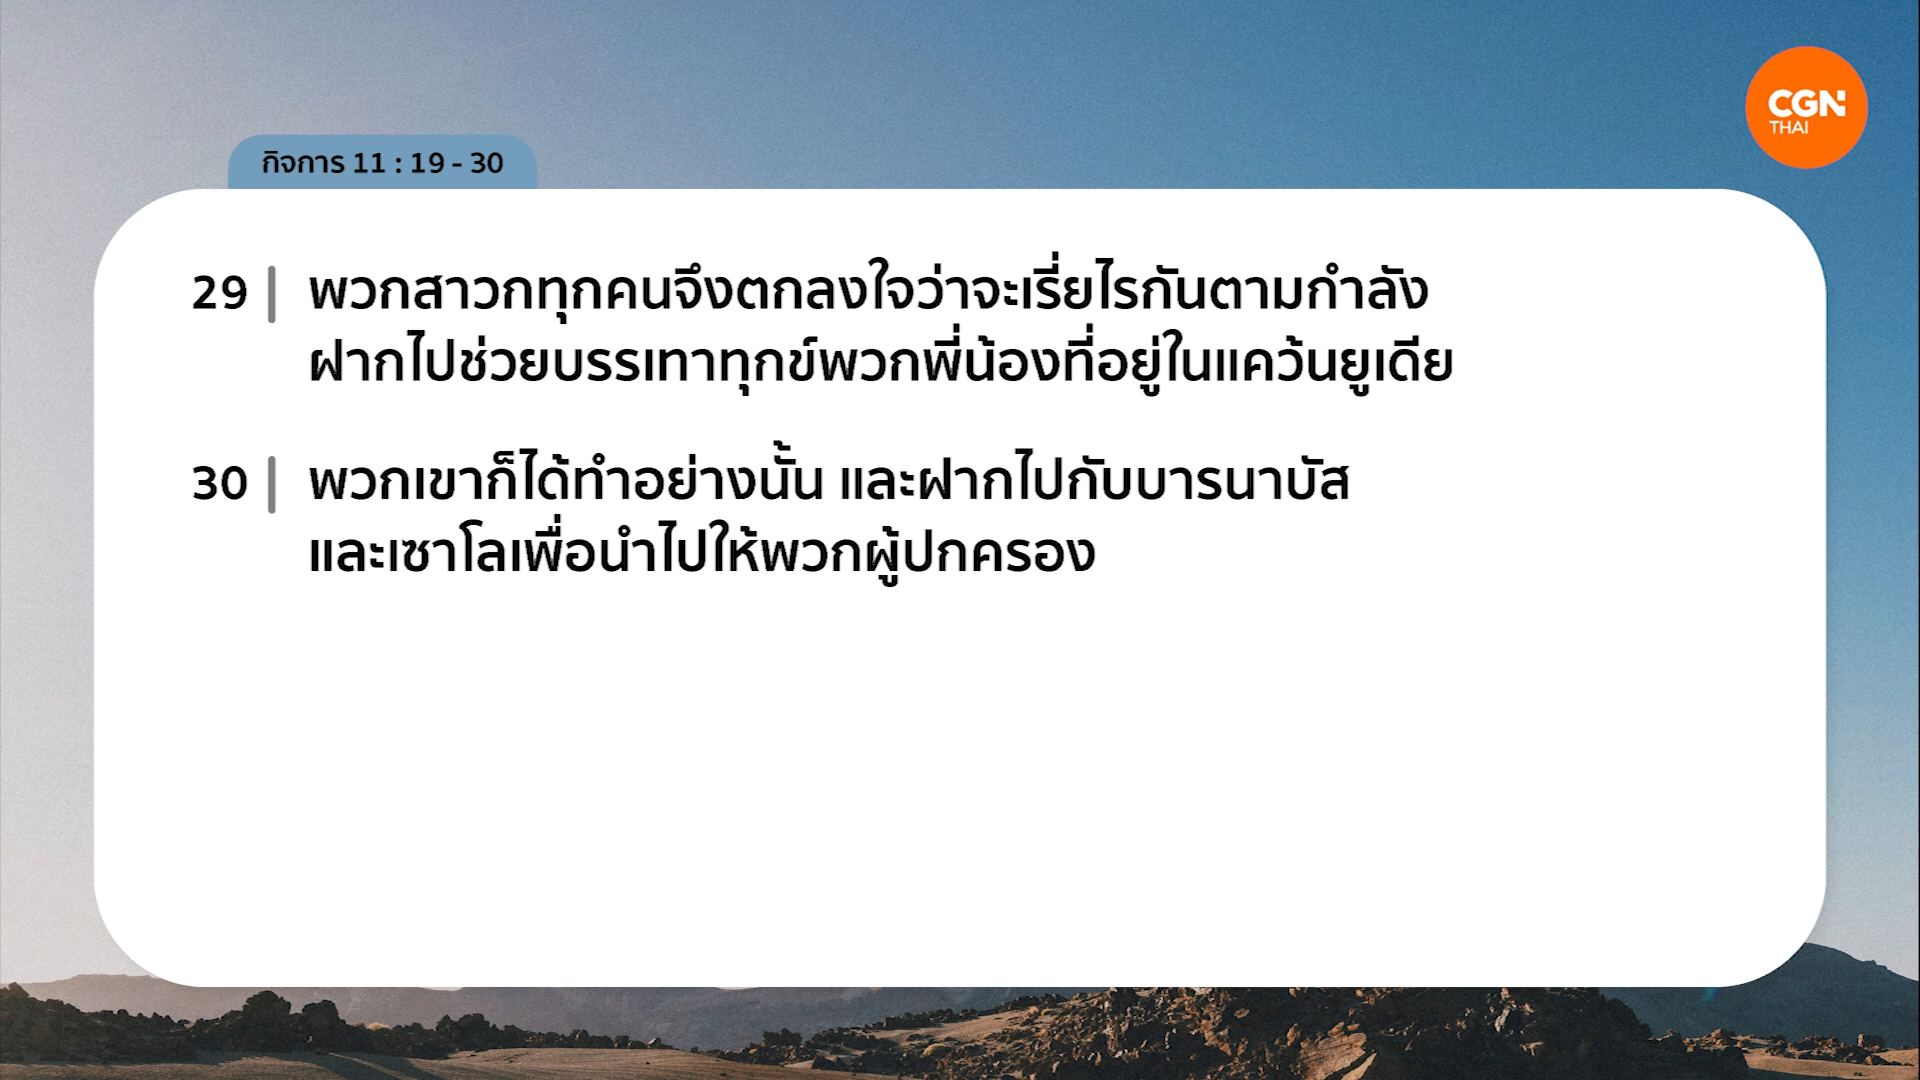 CGN
THAI
กิจการ 11 : 19 - 30
29 | พวกสาวกทุกคนจึงตกลงใจว่าจะเรี่ยไรกันตามกำลัง
ฝากไปช่วยบรรเทาทุกข์พวกพี่น้องที่อยู่ในแคว้นยูเดีย
30 | พวกเขาก็ได้ทำอย่างนั้น และฝากไปกับบารนาบัส
และเซาโลเพื่อนำไปให้พวกผู้ปกครอง